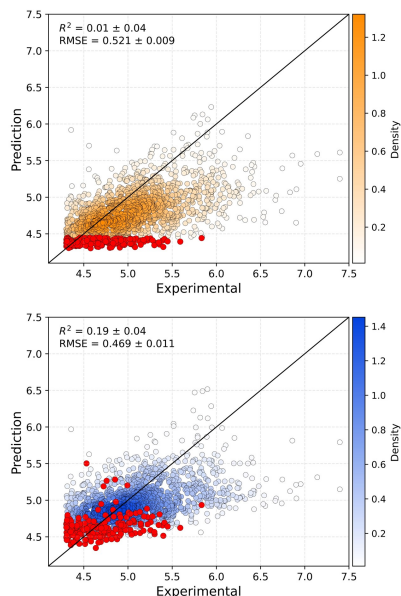 7.5
7.0
6.5
6.0
5.5
5.0
4.5
R² = 0.01 ± 0.04
RMSE = 0.521 ± 0.009
Prediction
4.5 5.0 5.5 6.0 6.5 7.0 7.5
Experimental
1.2
1.0
0.8
0.6
0.4
0.2
Density
7.5
7.0
6.5
6.0
5.5
5.0
4.5
R² = 0.19 ± 0.04
RMSE = 0.469 ± 0.011
Prediction
4.5 5.0 5.5 6.0 6.5 7.0 7.5
Experimental
1.4
1.2
1.0
0.8
0.6
0.4
0.2
Density